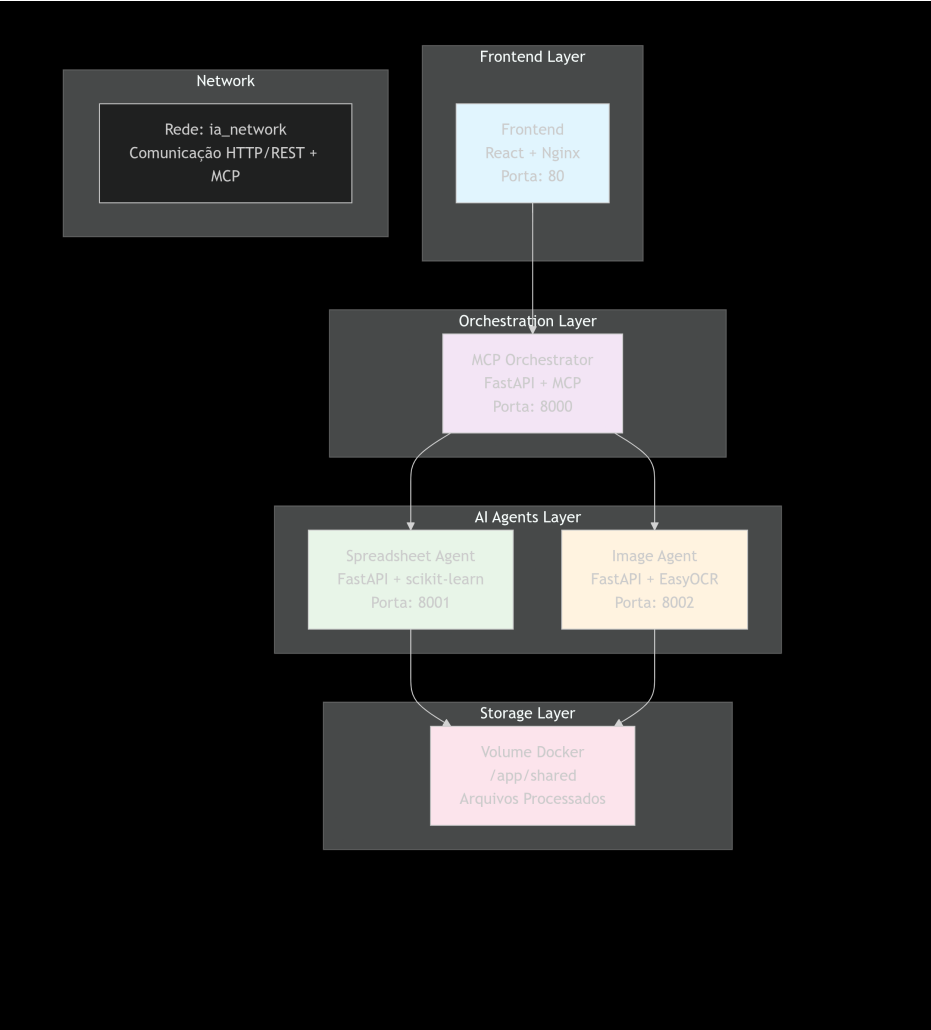 Network
Rede: ia_network
Comunicação HTTP/REST +
MCP
Frontend Layer
Frontend
React + Nginx
Porta: 80
Orchestration Layer
MCP Orchestrator
FastAPI + MCP
Porta: 8000
AI Agents Layer
Spreadsheet Agent
FastAPI + scikit-learn
Porta: 8001
Image Agent
FastAPI + EasyOCR
Porta: 8002
Storage Layer
Volume Docker
/app/shared
Arquivos Processados